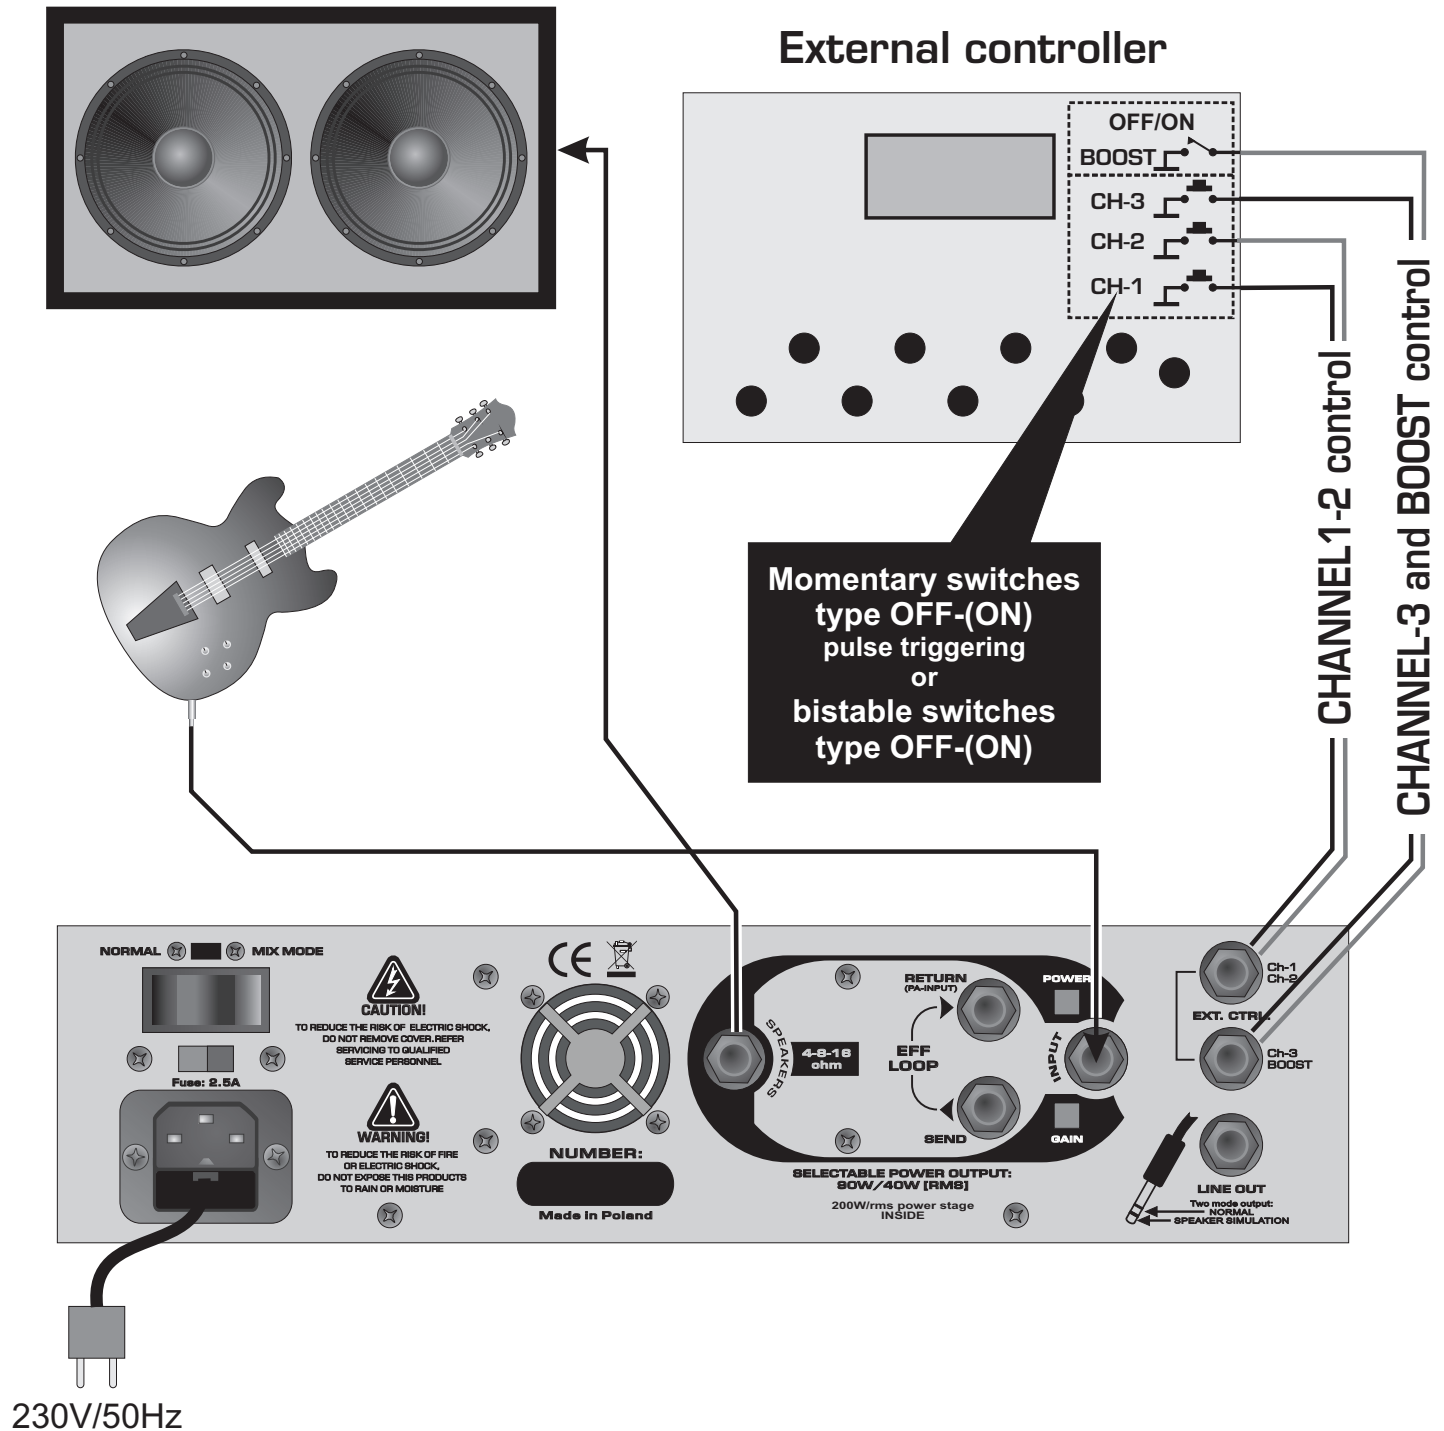 External controller
OFF/ON
BOOST
CH-3
CH-2
CH-1
CHANNEL1-2 control
CHANNEL-3 and BOOST control
Momentary switches
type OFF-(ON)
pulse triggering
or
bistable switches
type OFF-(ON)
NORMAL
MIX MODE
Fuse: 2.5A
CAUTION!
TO REDUCE THE RISK OF ELECTRIC SHOCK,
DO NOT REMOVE COVER.REFER
SERVICING TO QUALIFIED
SERVICE PERSONNEL
WARNING!
TO REDUCE THE RISK OF FIRE
OR ELECTRIC SHOCK,
DO NOT EXPOSE THIS PRODUCTS
TO RAIN OR MOISTURE
CE
NUMBER:
Made in Poland
SPEAKERS
4-8-16
ohm
RETURN
(PA-INPUT)
EFF
LOOP
SEND
POWER
INPUT
GAIN
SELECTABLE POWER OUTPUT:
90W/40W [RMS]
200W/rms power stage
INSIDE
Ch-1
Ch-2
EXT. CTRL.
Ch-3
BOOST
LINE OUT
Two mode output:
NORMAL
SPEAKER SIMULATION
230V/50Hz